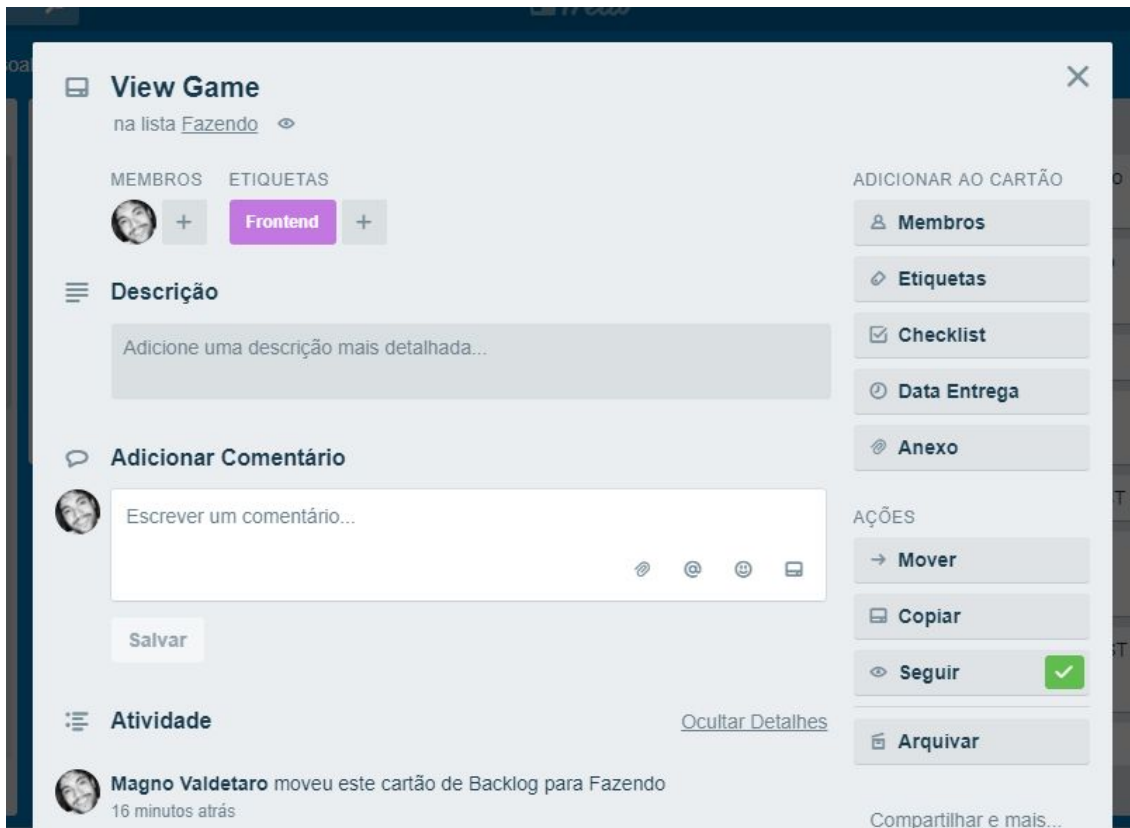 View Game
na lista Fazendo
MEMBROS ETIQUETAS
Frontend
Descrição
Adicione uma descrição mais detalhada...
Adicionar Comentário
Escrever um comentário...
Salvar
Atividade
Ocultar Detalhes
Magno Valdetaro moveu este cartão de Backlog para Fazendo
16 minutos atrás
ADICIONAR AO CARTÃO
Membros
Etiquetas
Checklist
Data Entrega
Anexo
AÇÕES
Mover
Copiar
Seguir
Arquivar
Compartilhar e mais...